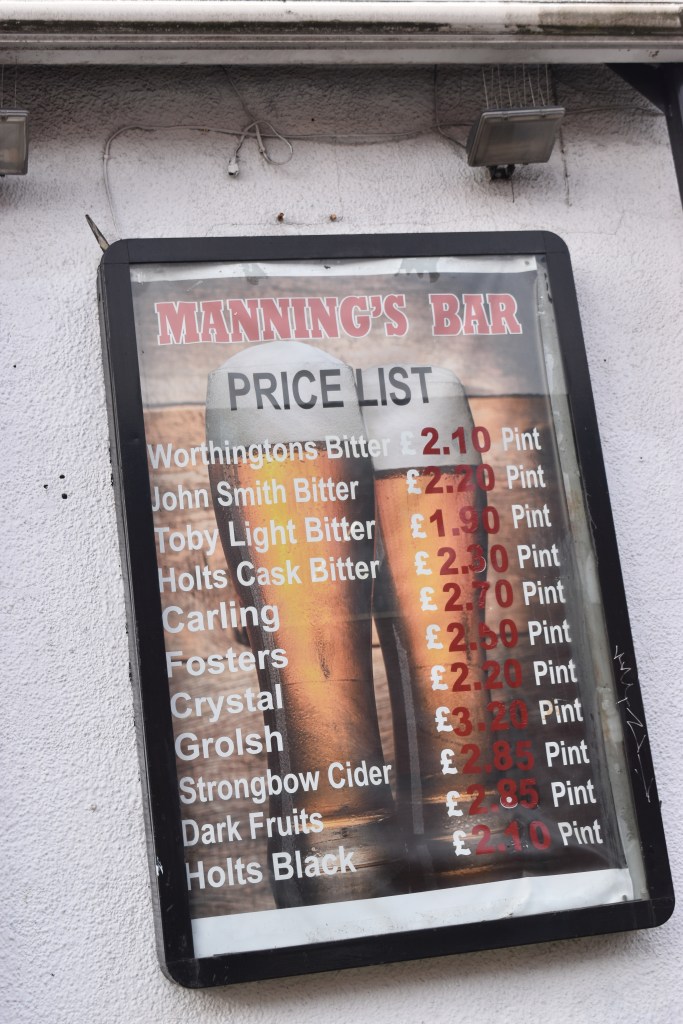 MANNING'S BAR
PRICE LIST
Worthingtons Bitter £2.10 Pint
John Smith Bitter £2.20 Pint
Toby Light Bitter £1.90 Pint
Holts Cask Bitter £2.30 Pint
Carling £2.70 Pint
Fosters £2.50 Pint
Crystal £2.20 Pint
Grolsh £3.20 Pint
Strongbow Cider £2.85 Pint
Dark Fruits £2.85 Pint
Holts Black £2.10 Pint